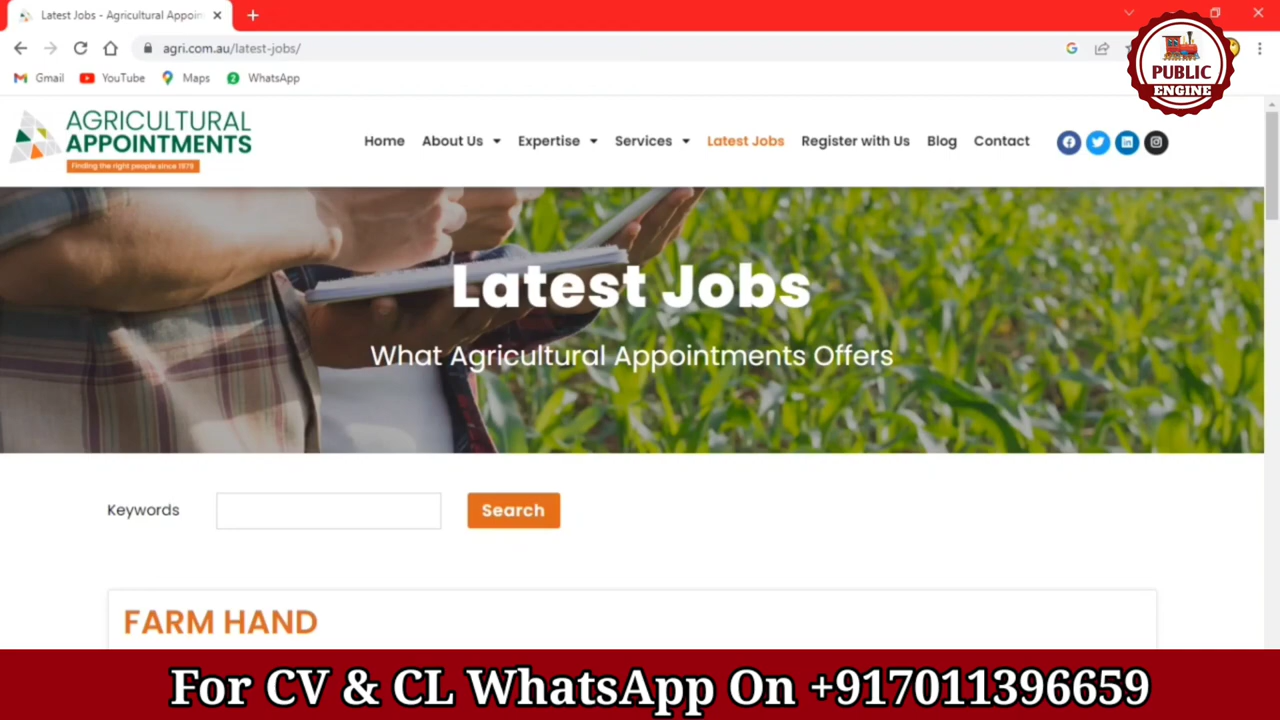 Latest Jobs - Agricultural Appoin
agri.com.au/latest-jobs/
Gmail YouTube Maps WhatsApp
PUBLIC
ENGINE
AGRICULTURAL
APPOINTMENTS
Finding the right people since 1979
Home About Us Expertise Services Latest Jobs Register with Us Blog Contact
Latest Jobs
What Agricultural Appointments Offers
Keywords Search
FARM HAND
For CV & CL WhatsApp On +917011396659